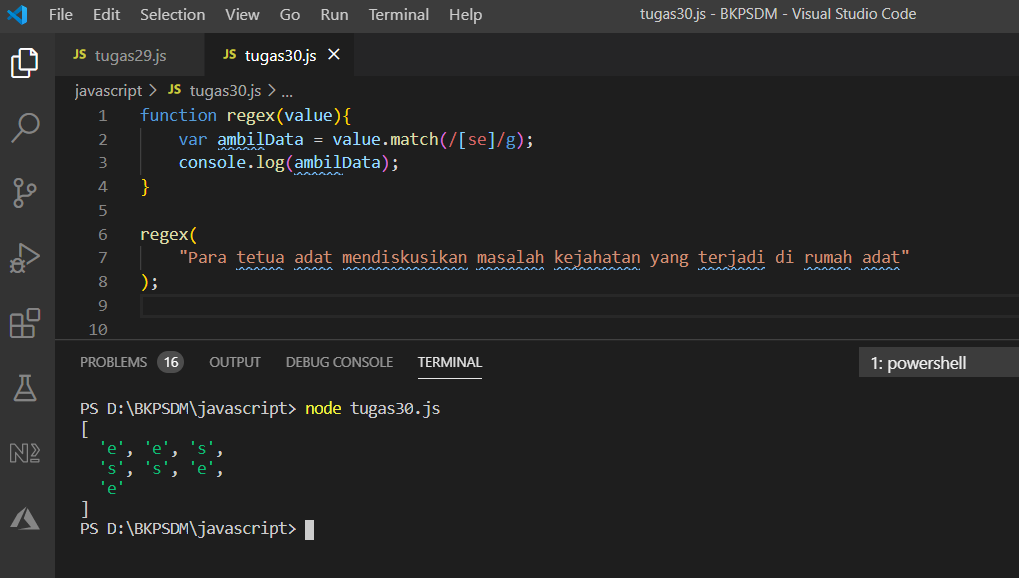 File Edit Selection View Go Run Terminal Help tugas30.js - BKPSDM - Visual Studio Code
JS tugas29.js JS tugas30.js ×
javascript > JS tugas30.js > ...
1 function regex(value){
2 var ambilData = value.match(/[se]/g);
3 console.log(ambilData);
4 }
5
6 regex(
7 "Para tetua adat mendiskusikan masalah kejahatan yang terjadi di rumah adat"
8 );
9
10
PROBLEMS 16 OUTPUT DEBUG CONSOLE TERMINAL 1: powershell
PS D:\BKPSDM\javascript> node tugas30.js
[
'e', 'e', 's',
's', 's', 'e',
'e'
]
PS D:\BKPSDM\javascript>